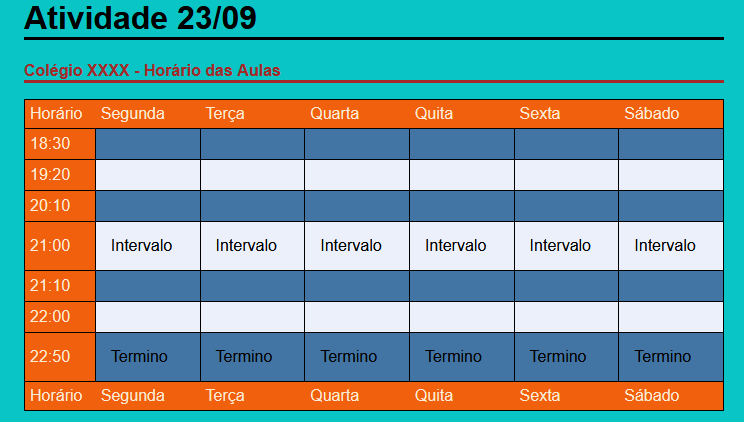 Atividade 23/09
Colégio XXXX - Horário das Aulas
Horário Segunda Terça Quarta Quita Sexta Sábado
18:30
19:20
20:10
21:00 Intervalo Intervalo Intervalo Intervalo Intervalo Intervalo
21:10
22:00
22:50 Termino Termino Termino Termino Termino Termino
Horário Segunda Terça Quarta Quita Sexta Sábado